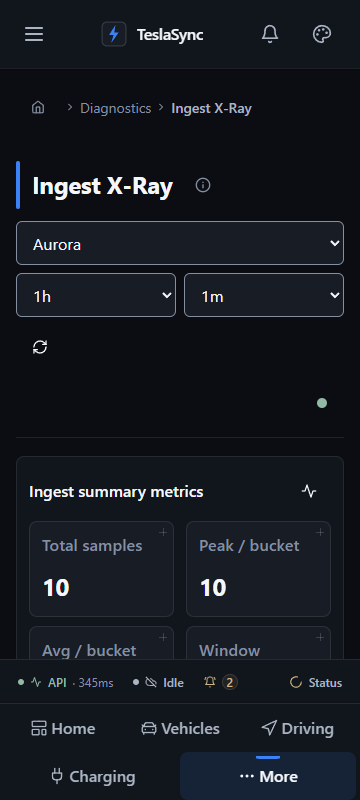 TeslaSync
Diagnostics
Ingest X-Ray
Ingest X-Ray
Aurora
1h
1m
Ingest summary metrics
Total samples
10
Peak / bucket
10
Avg / bucket
Window
API · 345ms
Idle
2
Status
Home
Vehicles
Driving
Charging
More